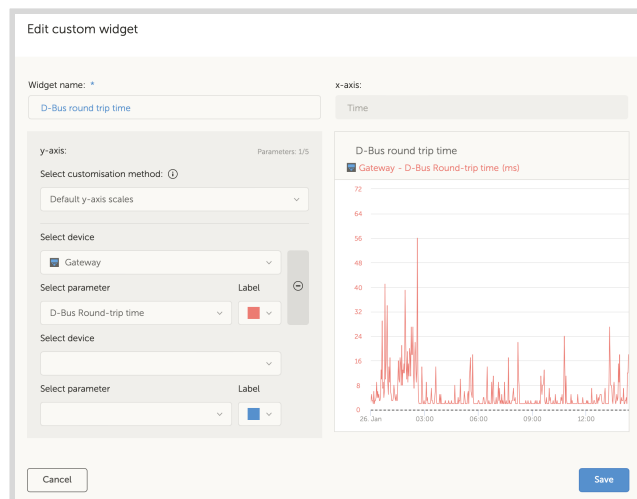 Edit custom widget
Widget name: *
x-axis:
D-Bus round trip time
Time
y-axis:
Parameters: 1/5
Select customisation method:
Default y-axis scales
Select device
Gateway
Select parameter
Label
D-Bus Round-trip time
Select device
Select parameter
Label
D-Bus round trip time
Gateway - D-Bus Round-trip time (ms)
72
64
56
48
40
32
24
16
8
0
26. Jan
03:00
06:00
09:00
12:00
Cancel
Save